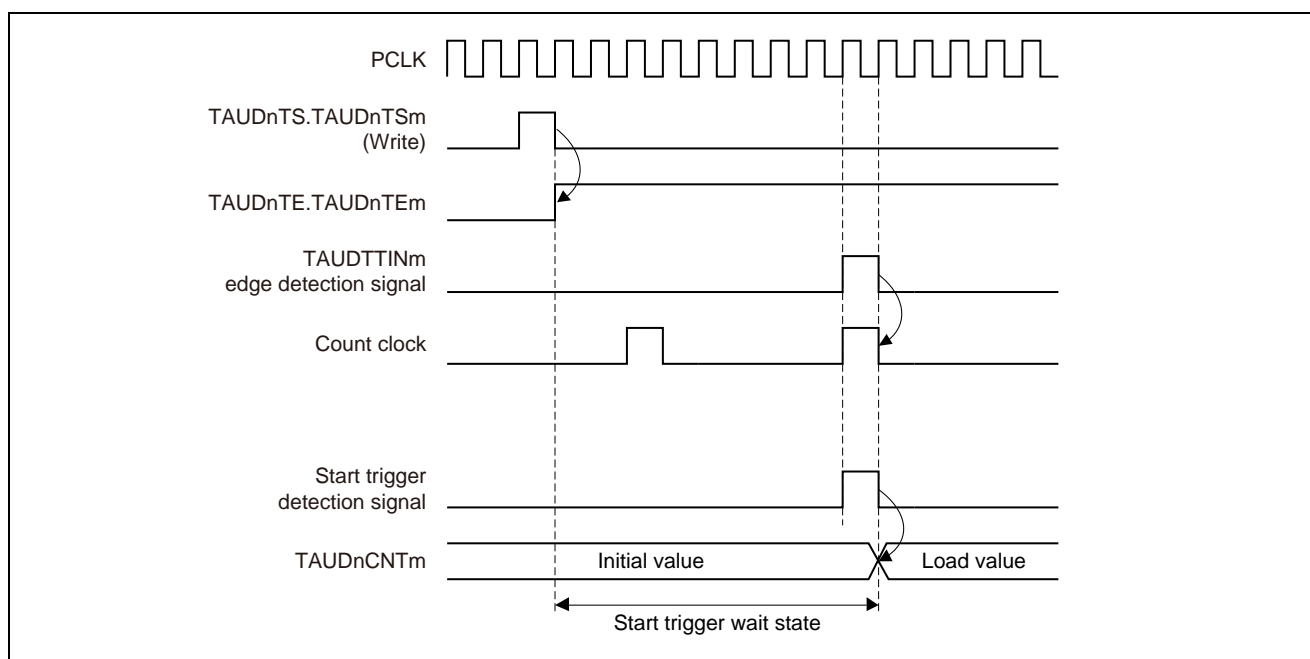 PCLK
TAUDnTS.TAUDnTSm
(Write)
TAUDnTE.TAUDnTEm
TAUDTTINm
edge detection signal
Count clock
Start trigger
detection signal
TAUDnCNTm
Initial value
Load value
Start trigger wait state